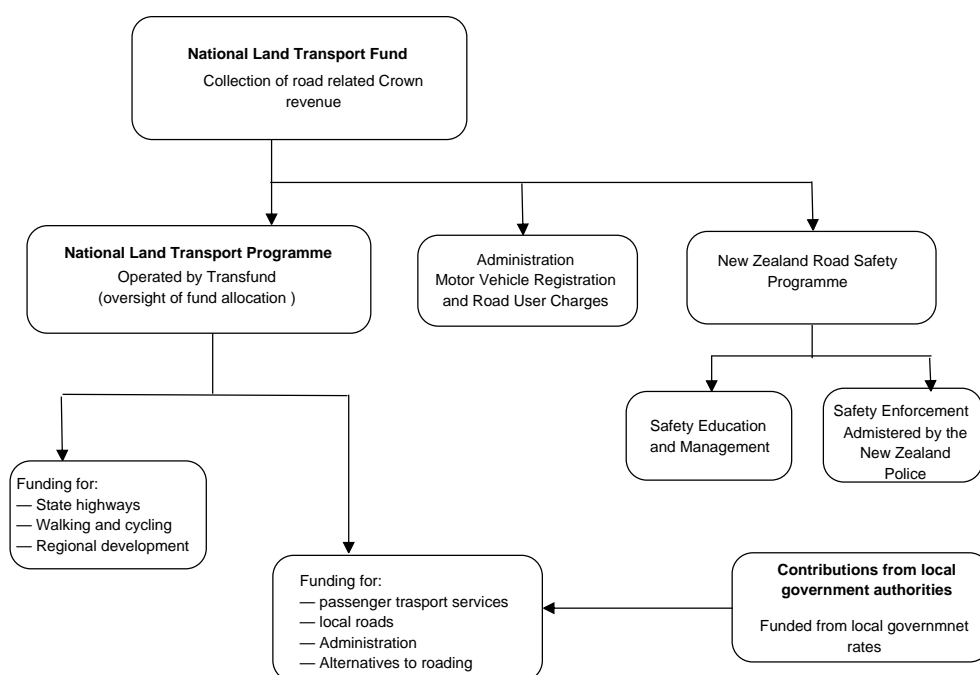 National Land Transport Fund
Collection of road related Crown
revenue
National Land Transport Programme
Operated by Transfund
(oversight of fund allocation )
Administration
Motor Vehicle Registration
and Road User Charges
New Zealand Road Safety
Programme
Safety Education
and Management
Safety Enforcement
Admistered by the
New Zealand
Police
Funding for:
— State highways
— Walking and cycling
— Regional development
Funding for:
— passenger trasport services
— local roads
— Administration
— Alternatives to roading
Contributions from local
government authorities
Funded from local governmnet
rates